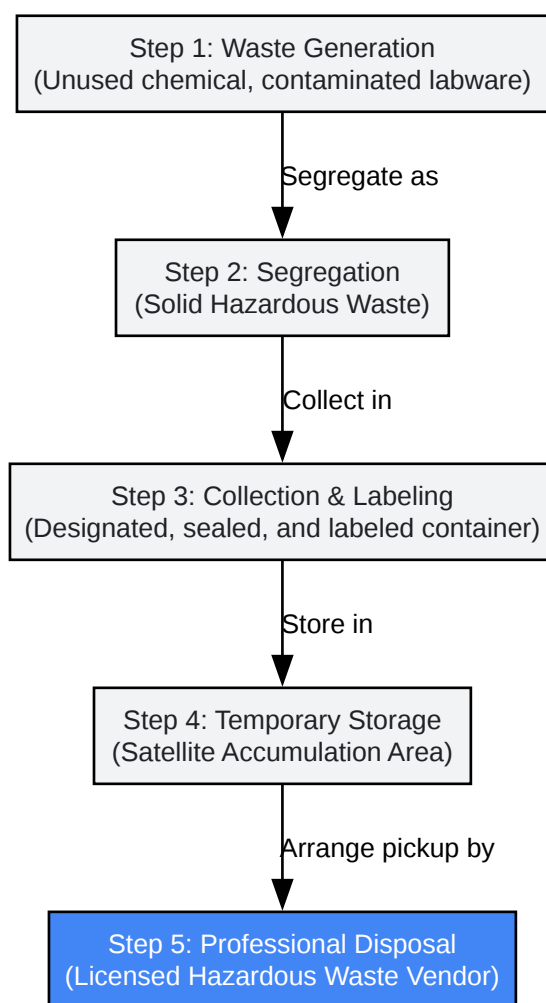 Step 1: Waste Generation
(Unused chemical, contaminated labware)
Segregate as
Step 2: Segregation
(Solid Hazardous Waste)
Collect in
Step 3: Collection & Labeling
(Designated, sealed, and labeled container)
Store in
Step 4: Temporary Storage
(Satellite Accumulation Area)
Arrange pickup by
Step 5: Professional Disposal
(Licensed Hazardous Waste Vendor)